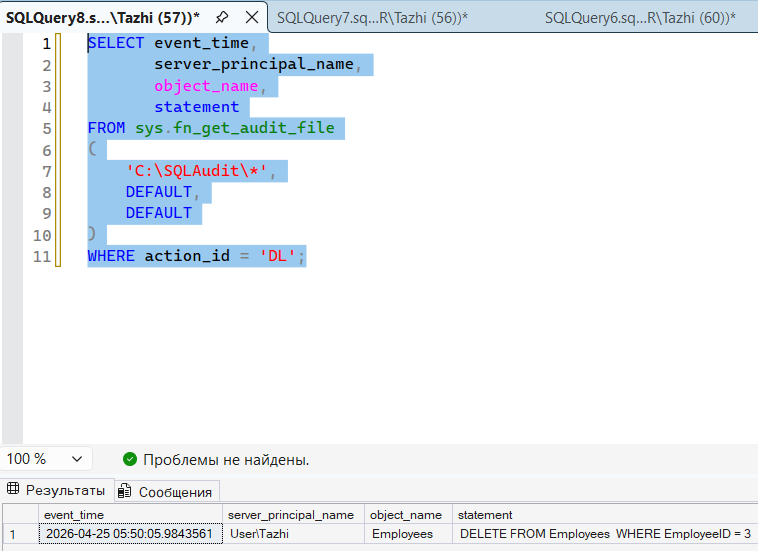 SQLQuery8.s...\Tazhi (57))* SQLQuery7.sq...R\Tazhi (56))* SQLQuery6.sq...R\Tazhi (60))*
1 SELECT event_time,
2 server_principal_name,
3 object_name,
4 statement
5 FROM sys.fn_get_audit_file
6 (
7 'C:\SQLAudit\*',
8 DEFAULT,
9 DEFAULT
10 )
11 WHERE action_id = 'DL';
100 % Проблемы не найдены.
Результаты Сообщения
event_time server_principal_name object_name statement
1 2026-04-25 05:50:05.9843561 User\Tazhi Employees DELETE FROM Employees  WHERE EmployeeID = 3